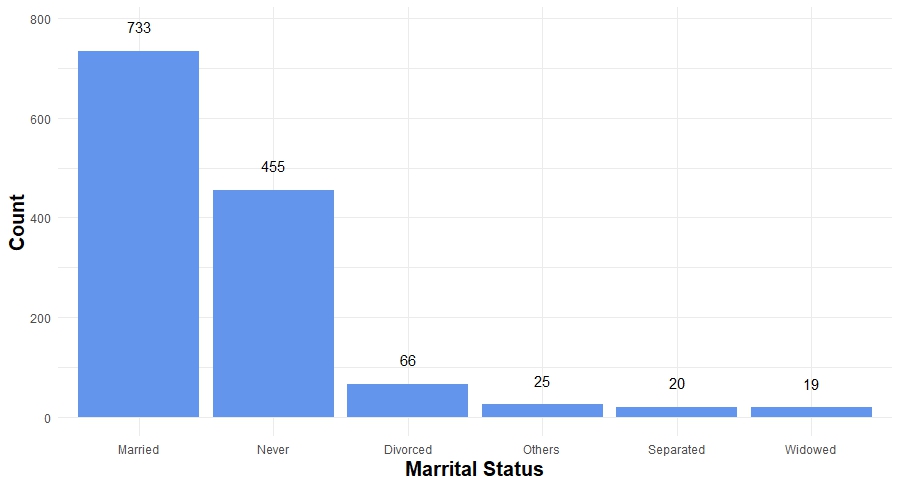 800
733
600
455
Count
400
200
66
25
20
19
0
Married
Never
Divorced
Others
Separated
Widowed
Marrital Status